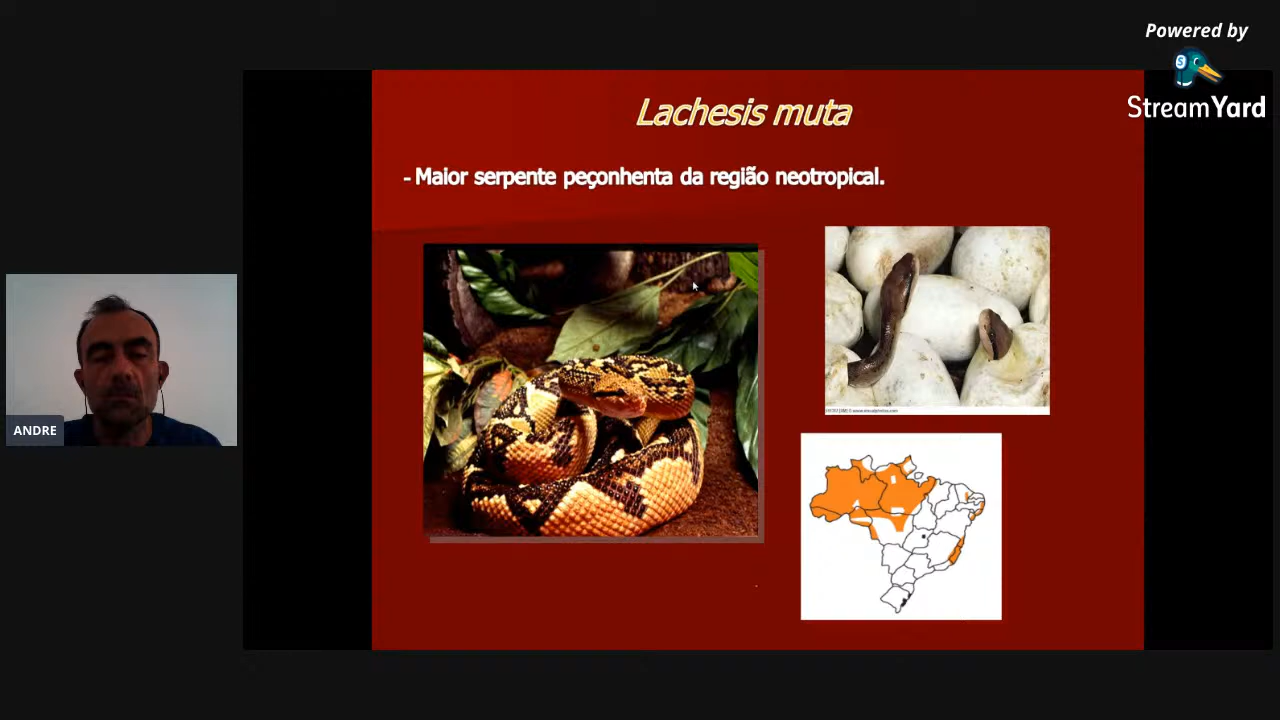 Powered by
StreamYard
Lachesis muta
- Maior serpente peçonhenta da região neotropical.
ANDRE